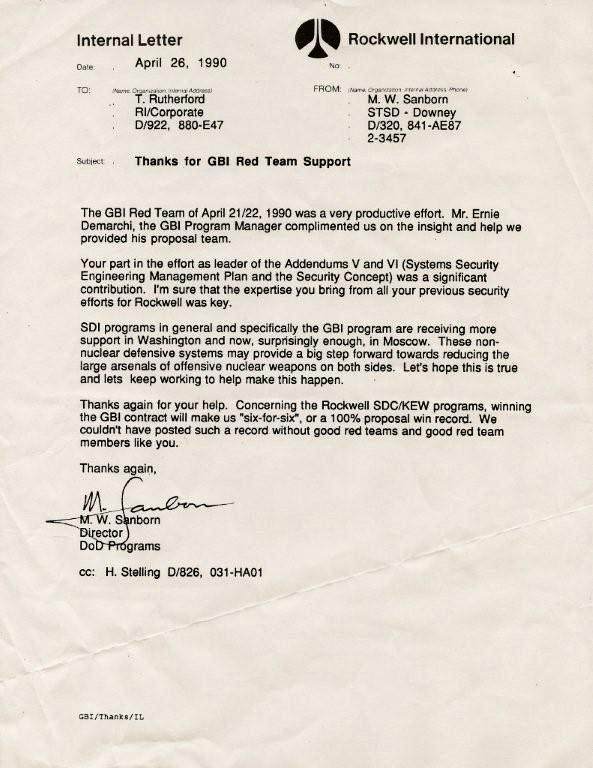 Internal Letter
Rockwell International
Date: . April 26, 1990
No .
TO: (Name, Organization, Internal Address)
. T. Rutherford
. RI/Corporate
. D/922, 880-E47
FROM: (Name, Organization, Internal Address, Phone)
. M. W. Sanborn
. STSD - Downey
. D/320, 841-AE87
. 2-3457
Subject: . Thanks for GBI Red Team Support
The GBI Red Team of April 21/22, 1990 was a very productive effort. Mr. Ernie
Demarchi, the GBI Program Manager complimented us on the insight and help we
provided his proposal team.
Your part in the effort as leader of the Addendums V and VI (Systems Security
Engineering Management Plan and the Security Concept) was a significant
contribution. I'm sure that the expertise you bring from all your previous security
efforts for Rockwell was key.
SDI programs in general and specifically the GBI program are receiving more
support in Washington and now, surprisingly enough, in Moscow. These non-
nuclear defensive systems may provide a big step forward towards reducing the
large arsenals of offensive nuclear weapons on both sides. Let's hope this is true
and lets keep working to help make this happen.
Thanks again for your help. Concerning the Rockwell SDC/KEW programs, winning
the GBI contract will make us "six-for-six", or a 100% proposal win record. We
couldn't have posted such a record without good red teams and good red team
members like you.
Thanks again,
M. Sanborn
M. W. Sanborn
Director
DoD Programs
cc: H. Stelling D/826, 031-HA01
GBI/Thanks/IL